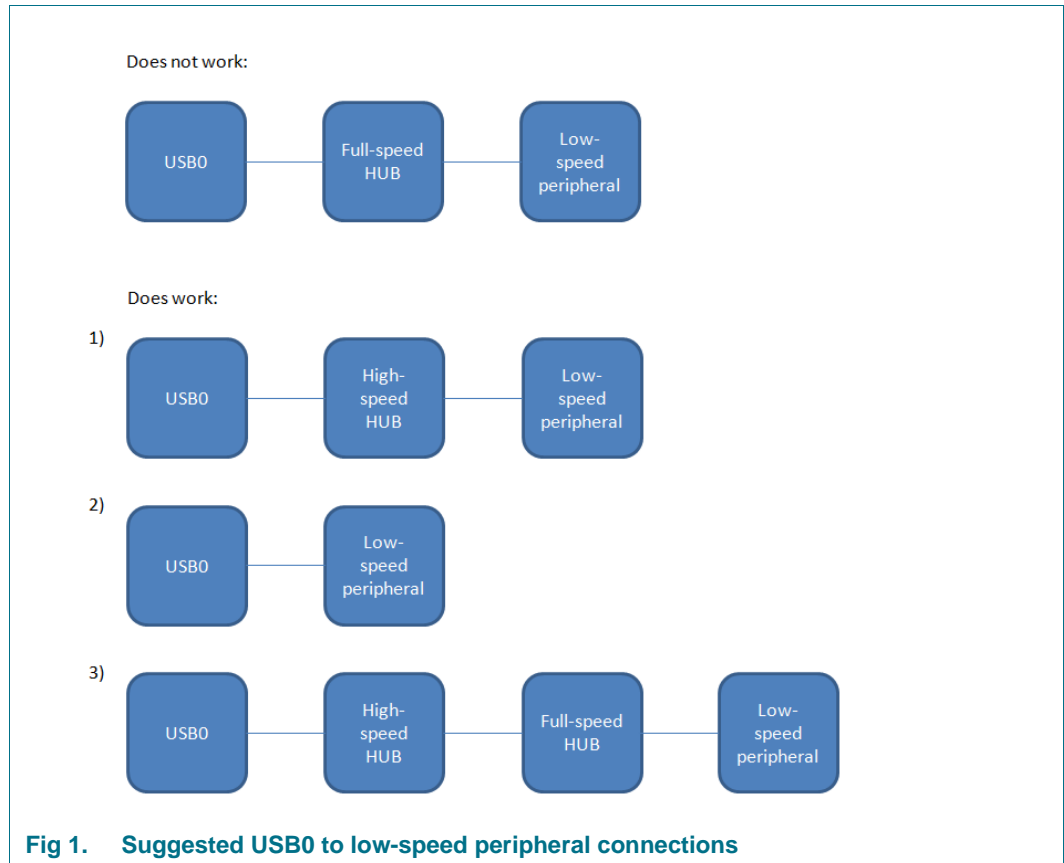 Does not work:
USB0
Full-speed
HUB
Low-
speed
peripheral
Does work:
1)
USB0
High-
speed
HUB
Low-
speed
peripheral
2)
USB0
Low-
speed
peripheral
3)
USB0
High-
speed
HUB
Full-speed
HUB
Low-
speed
peripheral
Fig 1. Suggested USB0 to low-speed peripheral connections